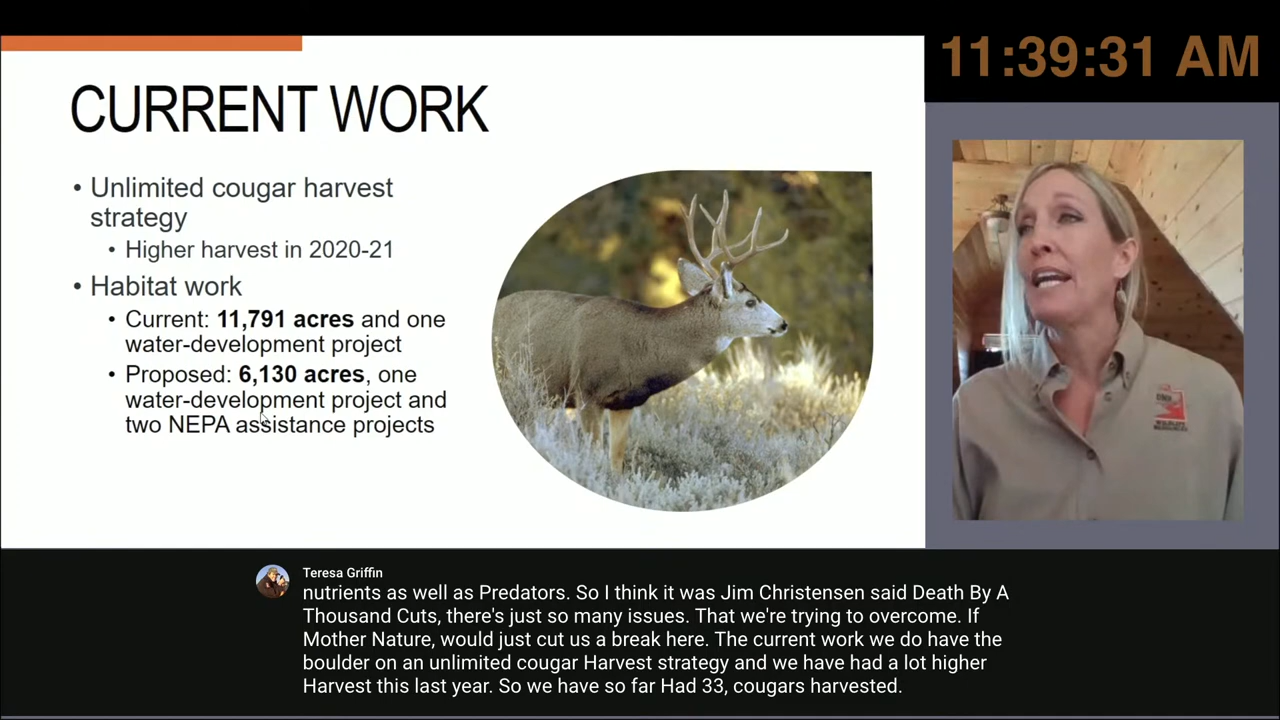 11:39:31 AM
CURRENT WORK
• Unlimited cougar harvest
strategy
• Higher harvest in 2020-21
• Habitat work
• Current: 11,791 acres and one
water-development project
• Proposed: 6,130 acres, one
water-development project and
two NEPA assistance projects
DNR
WILDLIFE
RESOURCES
Teresa Griffin
nutrients as well as Predators. So I think it was Jim Christensen said Death By A
Thousand Cuts, there's just so many issues. That we're trying to overcome. If
Mother Nature, would just cut us a break here. The current work we do have the
boulder on an unlimited cougar Harvest strategy and we have had a lot higher
Harvest this last year. So we have so far Had 33, cougars harvested.